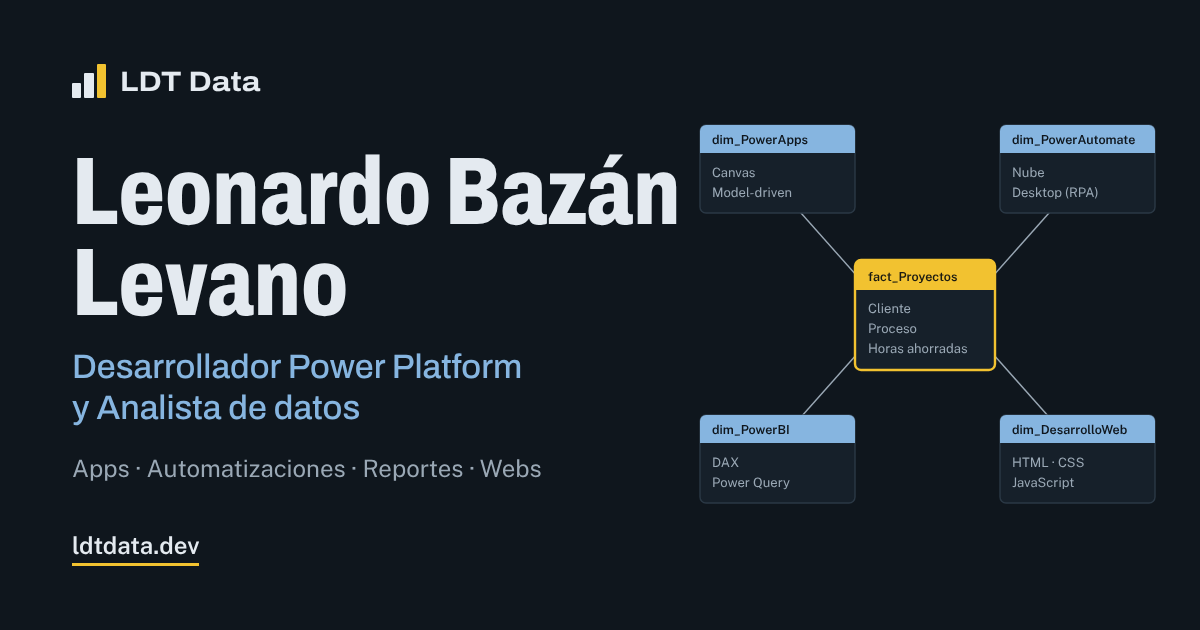 LDT Data
Leonardo Bazán
Levano
Desarrollador Power Platform
y Analista de datos
Apps · Automatizaciones · Reportes · Webs
ldtdata.dev
dim_PowerApps
Canvas
Model-driven
dim_PowerAutomate
Nube
Desktop (RPA)
fact_Proyectos
Cliente
Proceso
Horas ahorradas
dim_PowerBI
DAX
Power Query
dim_DesarrolloWeb
HTML · CSS
JavaScript